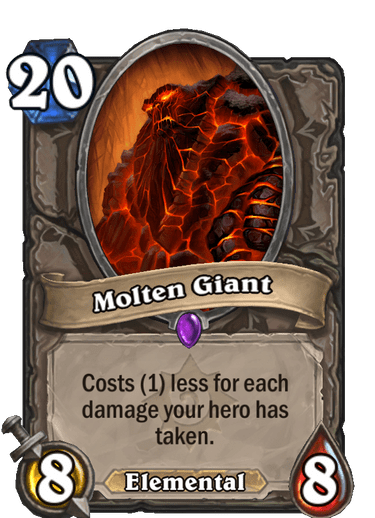 20
Molten Giant
Costs (1) less for each
damage your hero has
taken.
8
Elemental
8